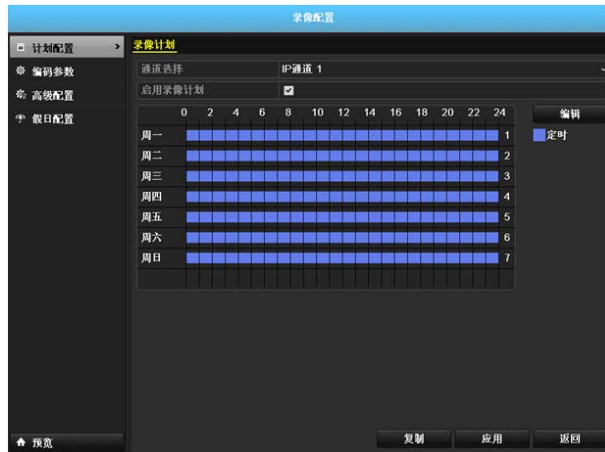 录像配置
计划配置
编码参数
高级配置
假日配置
预览
录像计划
通道选择 IP通道 1
启用录像计划
0 2 4 6 8 10 12 14 16 18 20 22 24
周一 1
周二 2
周三 3
周四 4
周五 5
周六 6
周日 7
编辑
定时
复制 应用 返回